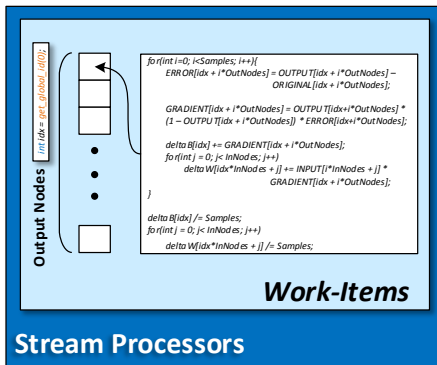 int idx = get_global_id(0);
Output Nodes
for(int i=0; i<Samples; i++){
ERROR[idx + i*OutNodes] = OUTPUT[idx + i*OutNodes] –
ORIGINAL[idx + i*OutNodes];
GRADIENT[idx + i*OutNodes] = OUTPUT[idx+i*OutNodes] *
(1 - OUTPUT[idx + i*OutNodes]) * ERROR[idx+i*OutNodes];
deltaB[idx] += GRADIENT[idx + i*OutNodes];
for(int j = 0; j< InNodes; j++)
deltaW[idx*InNodes + j] += INPUT[i*InNodes + j] *
GRADIENT[idx + i*OutNodes];
}
deltaB[idx] /= Samples;
for(int j = 0; j< InNodes; j++)
deltaW[idx*InNodes + j] /= Samples;
Work-Items
Stream Processors